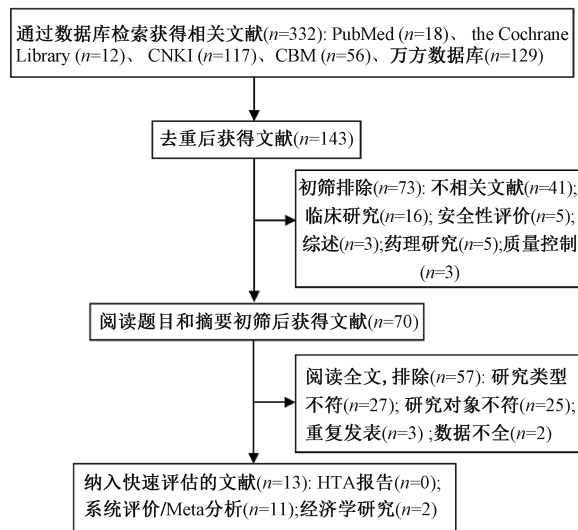 通过数据库检索获得相关文献(n=332): PubMed (n=18)、 the Cochrane
Library (n=12)、 CNKI (n=117)、CBM (n=56)、万方数据库(n=129)
去重后获得文献(n=143)
初筛排除(n=73): 不相关文献(n=41);
临床研究(n=16); 安全性评价(n=5);
综述(n=3);药理研究(n=5);质量控制
(n=3)
阅读题目和摘要初筛后获得文献(n=70)
阅读全文, 排除(n=57): 研究类型
不符(n=27); 研究对象不符(n=25);
重复发表(n=3) ;数据不全(n=2)
纳入快速评估的文献(n=13): HTA报告(n=0);
系统评价/Meta分析(n=11);经济学研究(n=2)